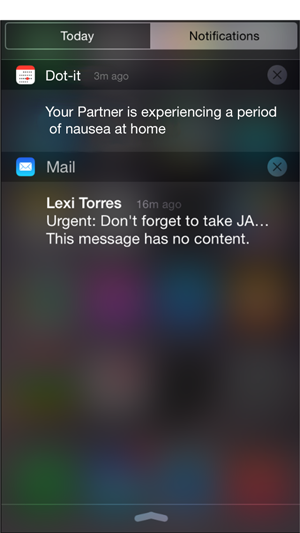 Today Notifications
Dot-it 3m ago
Your Partner is experiencing a period
of nausea at home
Mail
Lexi Torres 16m ago
Urgent: Don't forget to take JA...
This message has no content.